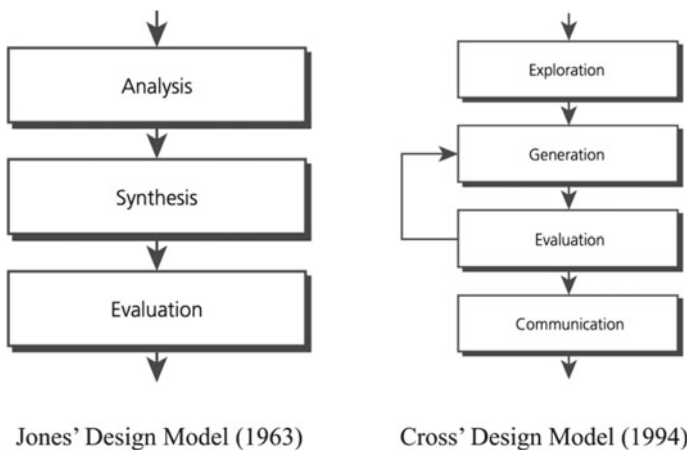 Analysis
Synthesis
Evaluation
Jones' Design Model (1963)
Exploration
Generation
Evaluation
Communication
Cross' Design Model (1994)